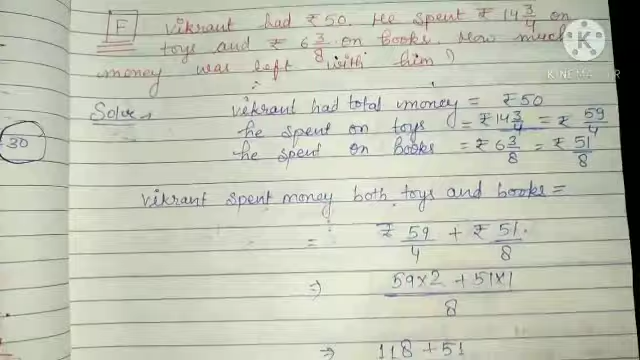 F Vikrant had ₹50. He spent ₹ 14 3/4 on
toys and ₹ 6 3/8 on books. How much
money was left with him?
Solve,
Vikrant had total money = ₹50
he spent on toys = ₹14 3/4 = ₹ 59/4
he spent on books = ₹ 6 3/8 = ₹ 51/8
30
Vikrant spent money both toys and books =
= ₹ 59/4 + ₹ 51/8
⇒ 59×2 + 51×1 / 8
⇒ 118 + 51
K
KINEMASTER